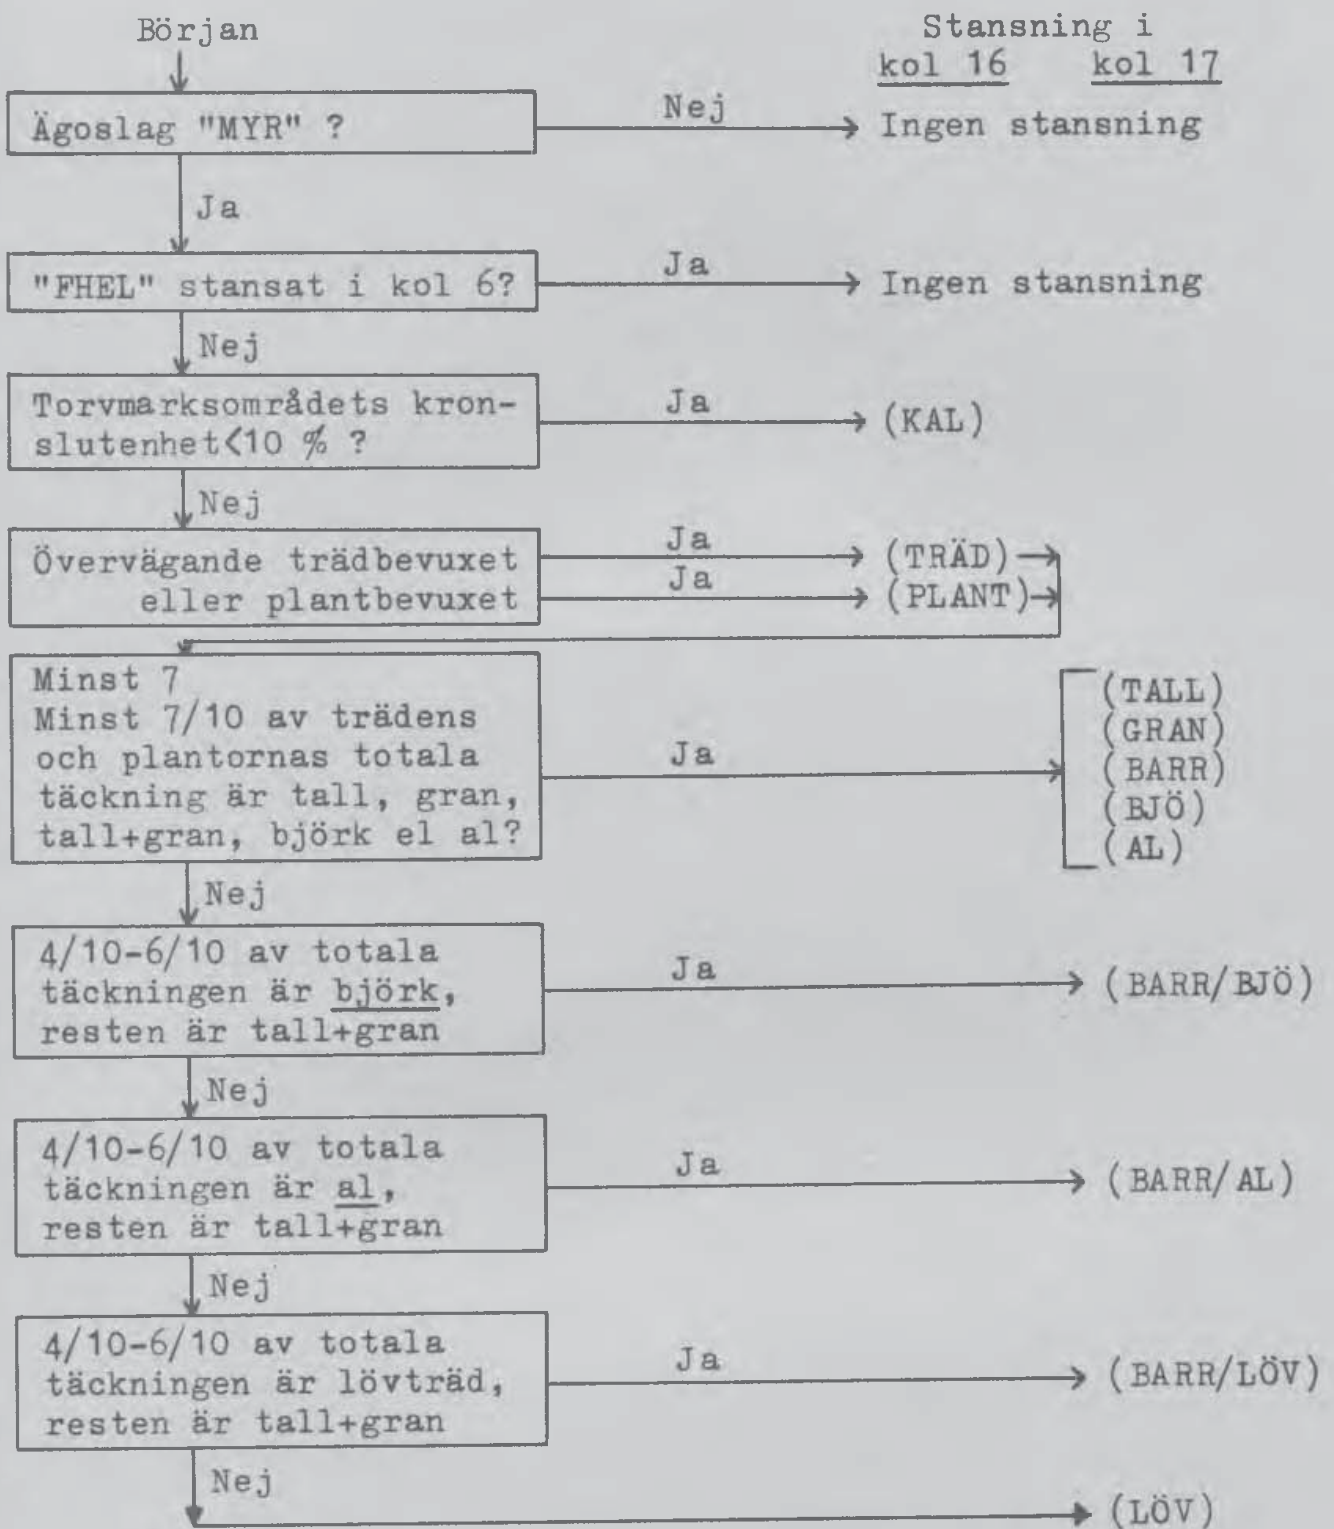 Början
Stansning i
kol 16 kol 17
Ägoslag "MYR" ?
Nej
Ingen stansning
Ja
"FHEL" stansat i kol 6?
Ja
Ingen stansning
Nej
Torvmarksområdets kron-
slutenhet<10 % ?
Ja
(KAL)
Nej
Övervägande trädbevuxet
eller plantbevuxet
Ja
(TRÄD)
Ja
(PLANT)
Minst 7
Minst 7/10 av trädens
och plantornas totala
täckning är tall, gran,
tall+gran, björk el al?
Ja
(TALL)
(GRAN)
(BARR)
(BJÖ)
(AL)
Nej
4/10-6/10 av totala
täckningen är björk,
resten är tall+gran
Ja
(BARR/BJÖ)
Nej
4/10-6/10 av totala
täckningen är al,
resten är tall+gran
Ja
(BARR/AL)
Nej
4/10-6/10 av totala
täckningen är lövträd,
resten är tall+gran
Ja
(BARR/LÖV)
Nej
(LÖV)